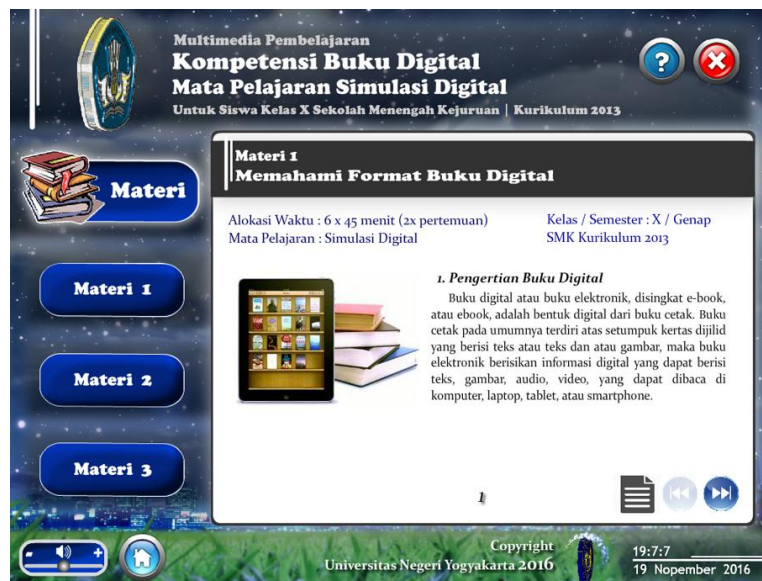 Multimedia Pembelajaran
Kompetensi Buku Digital
Mata Pelajaran Simulasi Digital
Untuk Siswa Kelas X Sekolah Menengah Kejuruan | Kurikulum 2013
?
Materi
Materi 1
Materi 2
Materi 3
Materi 1
Memahami Format Buku Digital
Alokasi Waktu : 6 x 45 menit (2x pertemuan)
Mata Pelajaran : Simulasi Digital
Kelas / Semester : X / Genap
SMK Kurikulum 2013
1. Pengertian Buku Digital
Buku digital atau buku elektronik, disingkat e-book,
atau ebook, adalah bentuk digital dari buku cetak. Buku
cetak pada umumnya terdiri atas setumpuk kertas dijilid
yang berisi teks atau teks dan atau gambar, maka buku
elektronik berisikan informasi digital yang dapat berisi
teks, gambar, audio, video, yang dapat dibaca di
komputer, laptop, tablet, atau smartphone.
1
- +
Copyright
Universitas Negeri Yogyakarta 2016
19:7:7
19 Nopember 2016